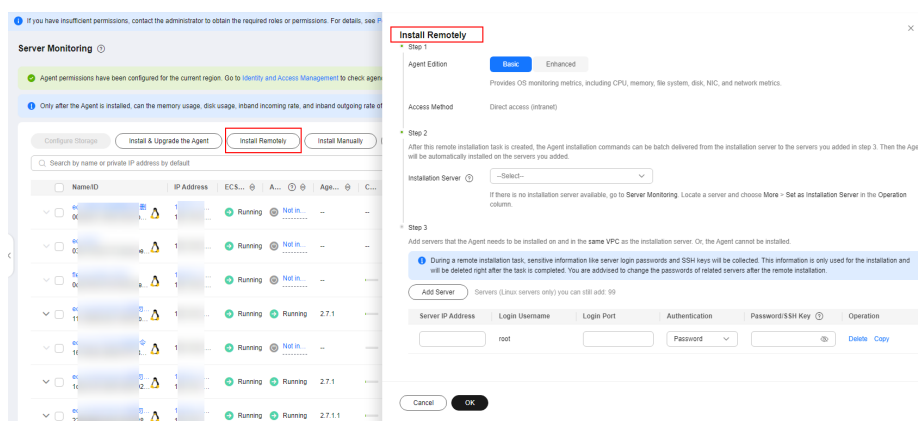 If you have insufficient permissions, contact the administrator to obtain the required roles or permissions. For details, see
Server Monitoring
Agent permissions have been configured for the current region. Go to Identity and Access Management to check agen
Only after the Agent is installed, can the memory usage, disk usage, inband incoming rate, and inband outgoing rate of
Configure Storage
Install & Upgrade the Agent
Install Remotely
Install Manually
Search by name or private IP address by default
Name/ID IP Address ECS... A... Age... C...
Running Not in... -- --
Running Not in... -- --
Running Not in... --
Running Running 2.7.1
Running Not in... --
Running Running 2.7.1
Running Running 2.7.1.1
Install Remotely
Step 1
Agent Edition Basic Enhanced
Provides OS monitoring metrics, including CPU, memory, file system, disk, NIC, and network metrics.
Access Method Direct access (intranet)
Step 2
After this remote installation task is created, the Agent installation commands can be batch delivered from the installation server to the servers you added in step 3. Then the Age
will be automatically installed on the servers you added.
Installation Server --Select--
If there is no installation server available, go to Server Monitoring. Locate a server and choose More > Set as Installation Server in the Operation
column.
Step 3
Add servers that the Agent needs to be installed on and in the same VPC as the installation server. Or, the Agent cannot be installed.
During a remote installation task, sensitive information like server login passwords and SSH keys will be collected. This information is only used for the installation and
will be deleted right after the task is completed. You are addvised to change the passwords of related servers after the remote installation.
Add Server Servers (Linux servers only) you can still add: 99
Server IP Address Login Username Login Port Authentication Password/SSH Key Operation
root Password Delete Copy
Cancel OK